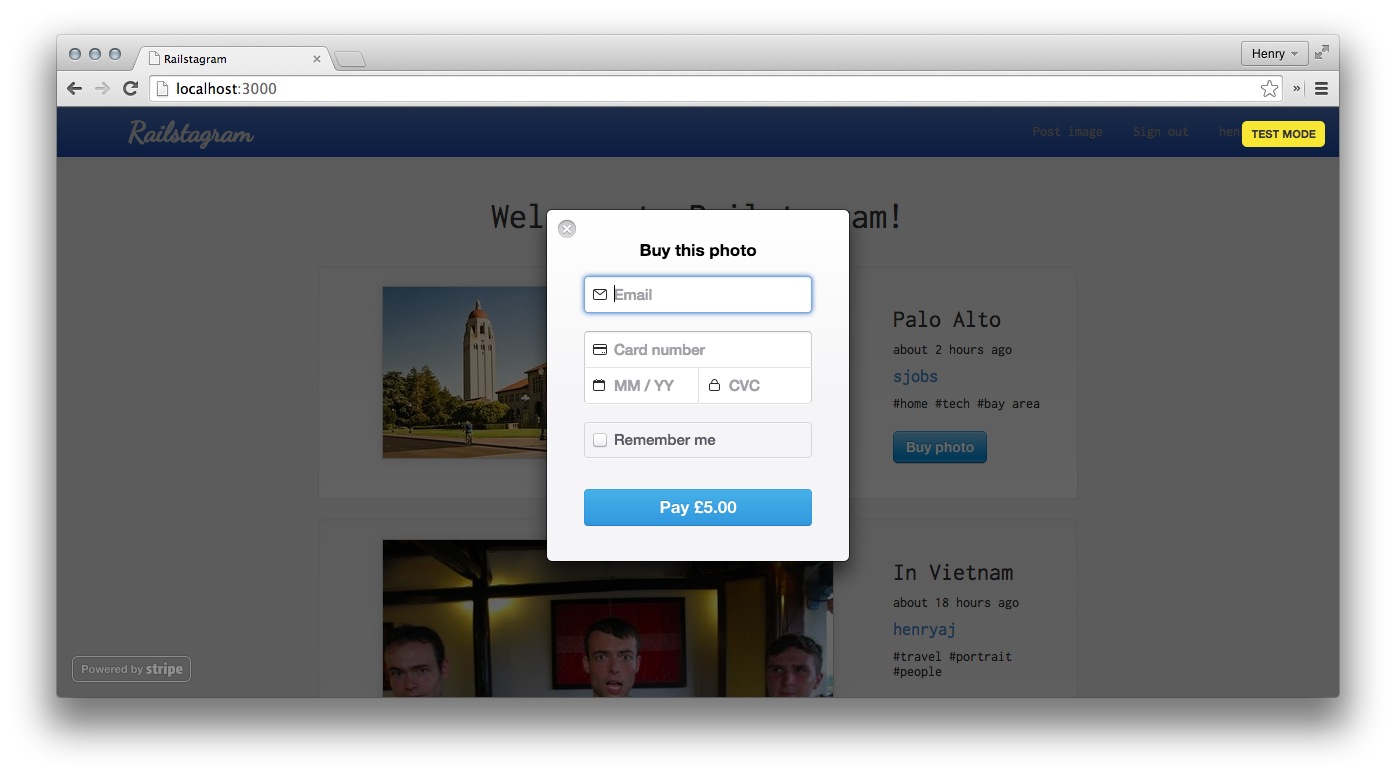 Railstagram
Henry
localhost:3000
Railstagram
Post image
Sign out
hen
TEST MODE
Wel
am!
Buy this photo
Email
Card number
MM / YY
CVC
Remember me
Pay £5.00
Palo Alto
about 2 hours ago
sjobs
#home #tech #bay area
Buy photo
In Vietnam
about 18 hours ago
henryaj
#travel #portrait
#people
Powered by stripe